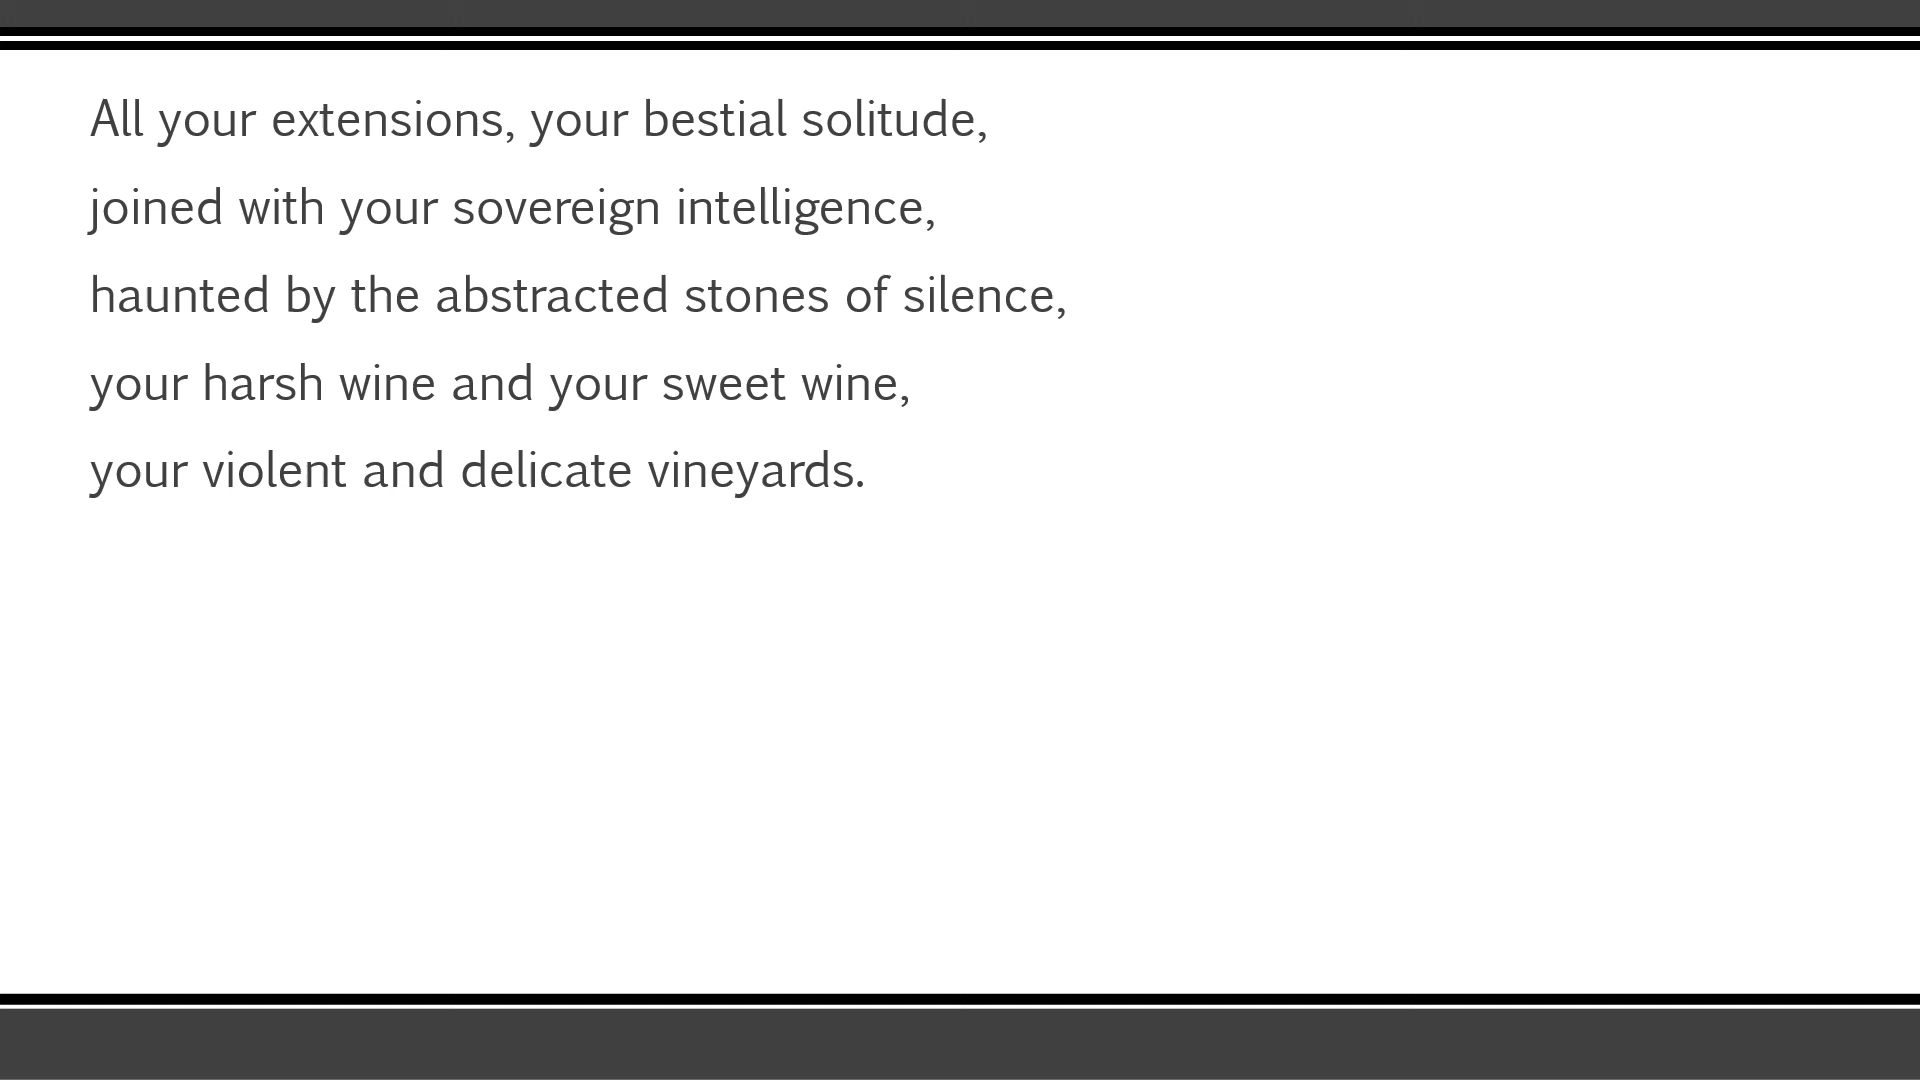 All your extensions, your bestial solitude,
joined with your sovereign intelligence,
haunted by the abstracted stones of silence,
your harsh wine and your sweet wine,
your violent and delicate vineyards.